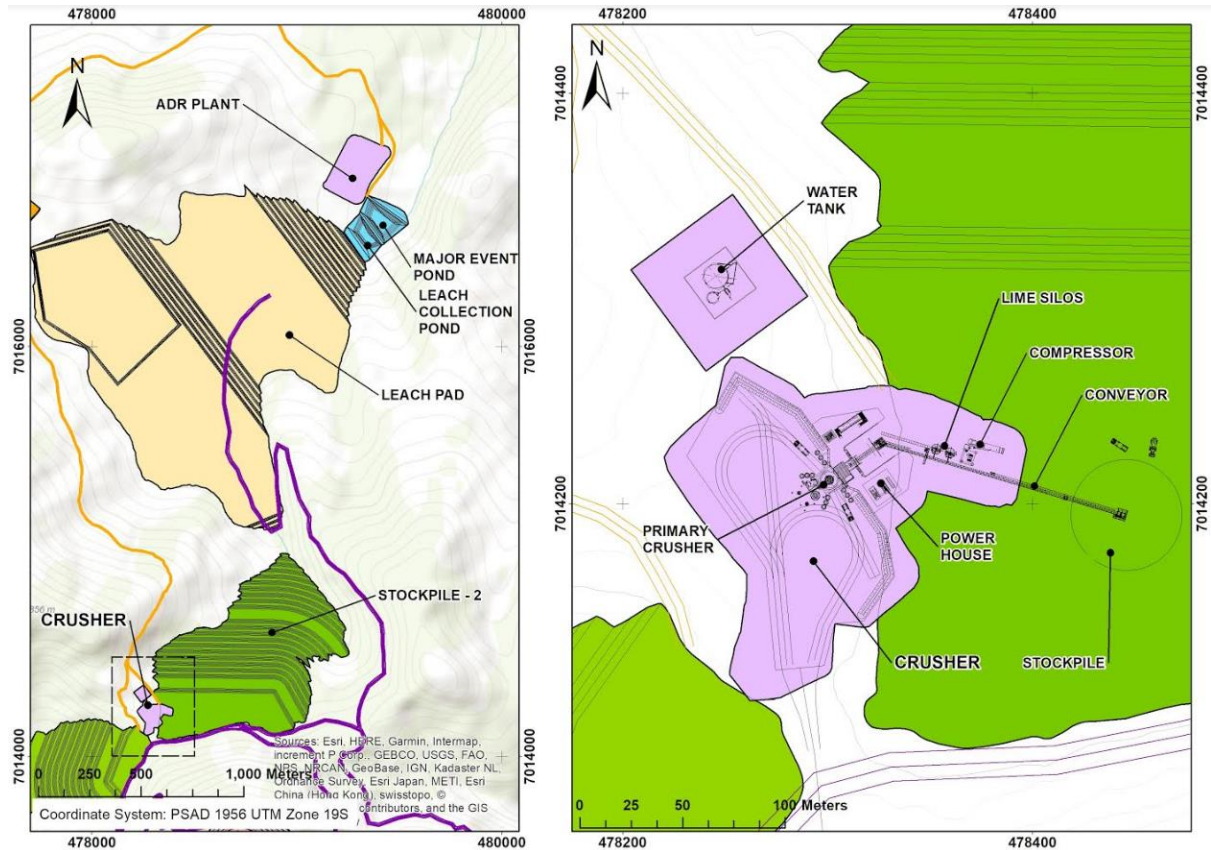 478000
480000
N
ADR PLANT
MAJOR EVENT
POND
LEACH
COLLECTION
POND
7016000
7016000
LEACH PAD
STOCKPILE - 2
CRUSHER
7014000
7014000
Sources: Esri, HERE, Garmin, Intermap,
increment P Corp., GEBCO, USGS, FAO,
NPS, NRCAN, GeoBase, IGN, Kadaster NL,
Ordnance Survey, Esri Japan, METI, Esri
China (Hong Kong), swisstopo, ©
contributors, and the GIS
0 250 500 1,000 Meters
Coordinate System: PSAD 1956 UTM Zone 19S
478000
480000
478200
478400
N
7014400
7014400
WATER
TANK
LIME SILOS
COMPRESSOR
CONVEYOR
7014200
7014200
PRIMARY
CRUSHER
POWER
HOUSE
CRUSHER
STOCKPILE
0 25 50 100 Meters
478200
478400